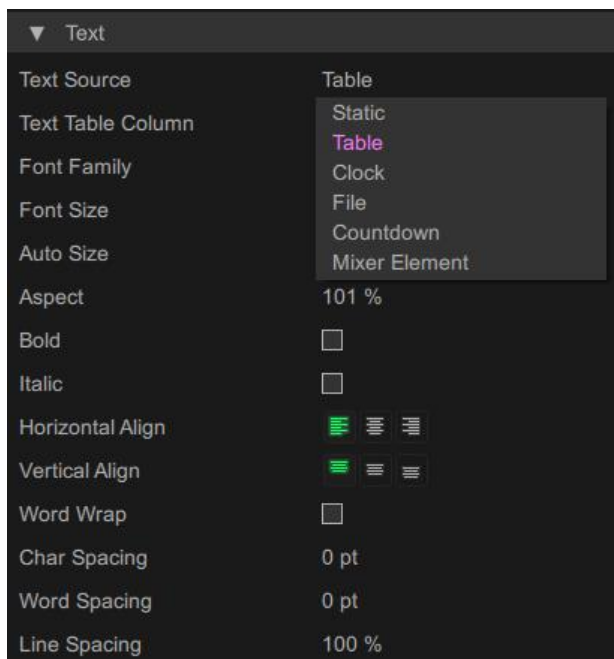 ▼ Text
Text Source Table
Text Table Column
Static
Table
Font Family
Clock
Font Size
File
Countdown
Auto Size
Mixer Element
Aspect 101 %
Bold
Italic
Horizontal Align
Vertical Align
Word Wrap
Char Spacing 0 pt
Word Spacing 0 pt
Line Spacing 100 %